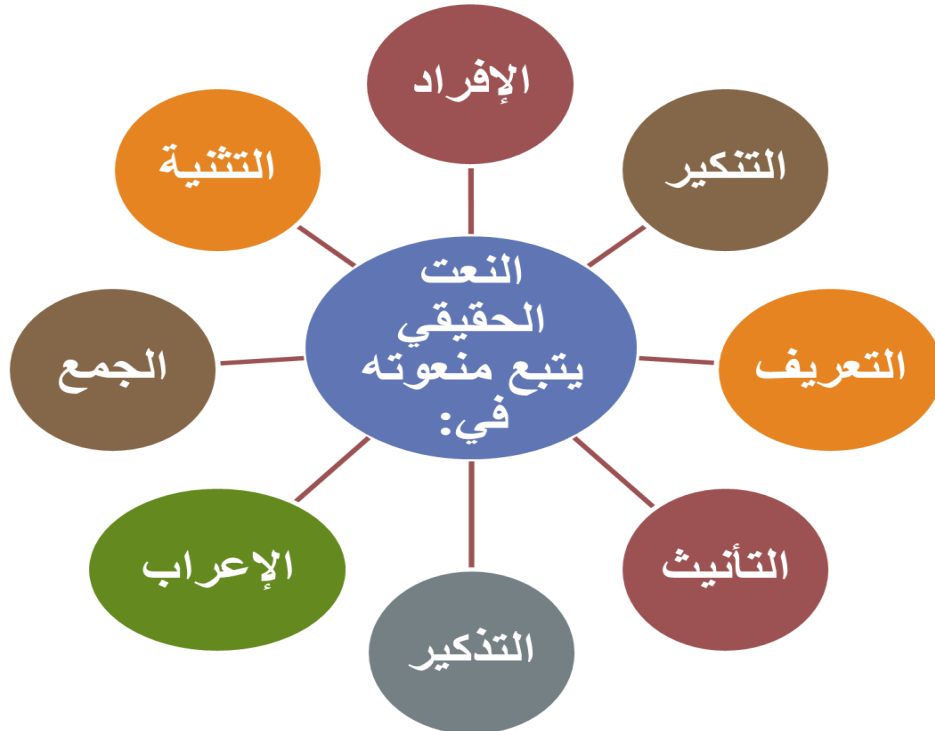 النعت
الحقيقي
يتبع منعوته
في:
الإفراد
التنكير
التعريف
التأنيث
التذكير
الإعراب
الجمع
التثنية